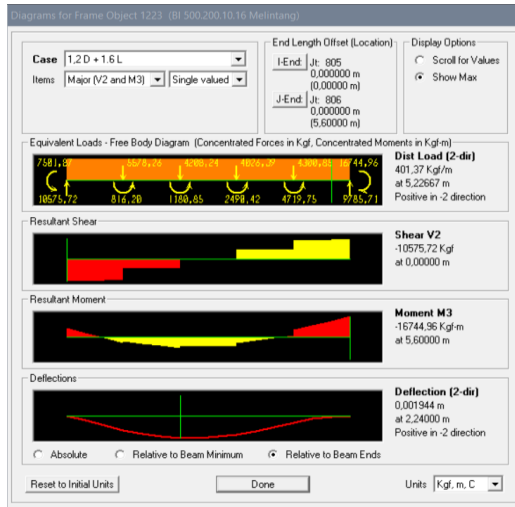 Diagrams for Frame Object 1223 (BI 500.200.10.16 Melintang)
Case 1,2 D + 1.6 L
Items Major (V2 and M3) Single valued
End Length Offset (Location)
I-End: Jt: 805
0,000000 m
(0,00000 m)
J-End: Jt: 806
0,000000 m
(5,60000 m)
Display Options
Scroll for Values
Show Max
Equivalent Loads - Free Body Diagram (Concentrated Forces in Kgf, Concentrated Moments in Kgf-m)
7501,87 5578,26 4208,24 4026,39 4300,88 16744,96
10575,72 816,20 1180,85 2490,42 4719,75 9785,71
Dist Load (2-dir)
401,37 Kgf/m
at 5,22667 m
Positive in -2 direction
Resultant Shear
Shear V2
-10575,72 Kgf
at 0,00000 m
Resultant Moment
Moment M3
-16744,96 Kgf-m
at 5,60000 m
Deflections
Deflection (2-dir)
0,001944 m
at 2,24000 m
Positive in -2 direction
Absolute Relative to Beam Minimum Relative to Beam Ends
Reset to Initial Units Done Units Kgf, m, C